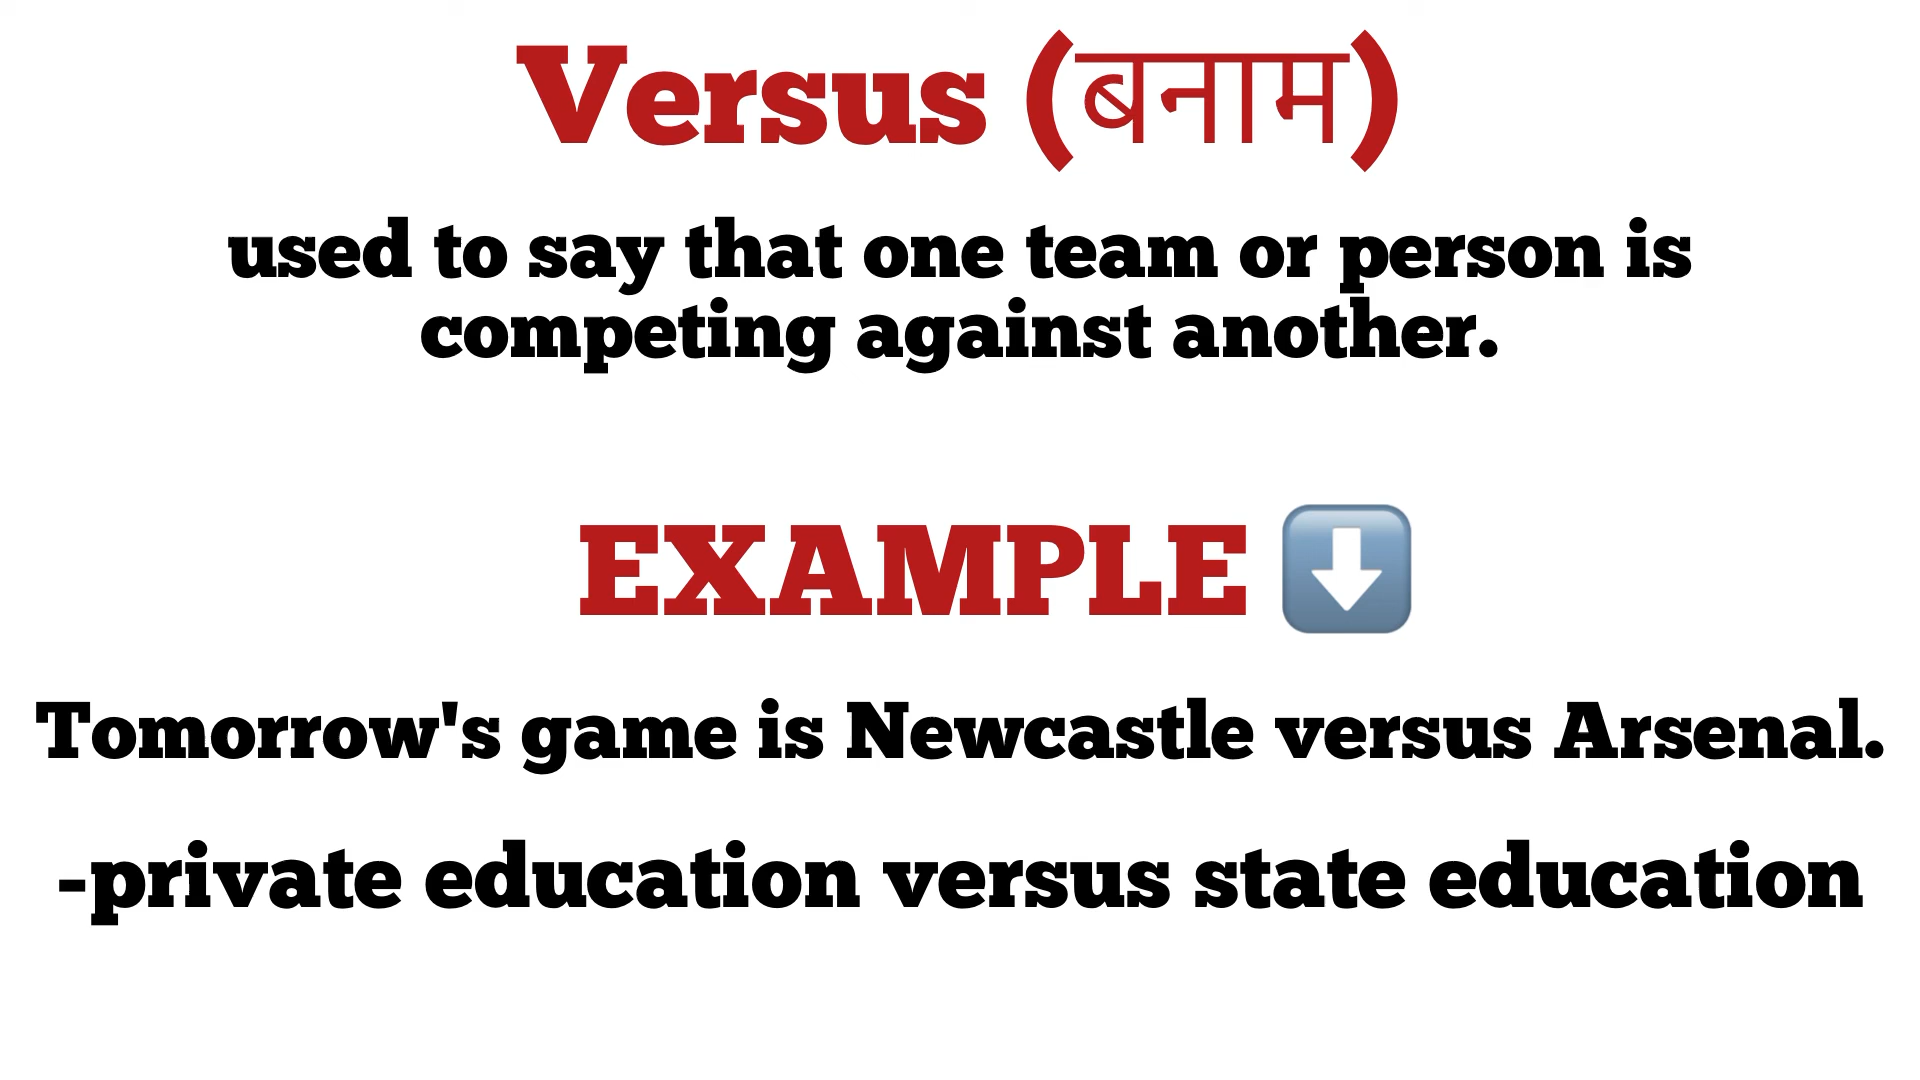 Versus (बनाम)
used to say that one team or person is
competing against another.
EXAMPLE ⬇️
Tomorrow's game is Newcastle versus Arsenal.
-private education versus state education